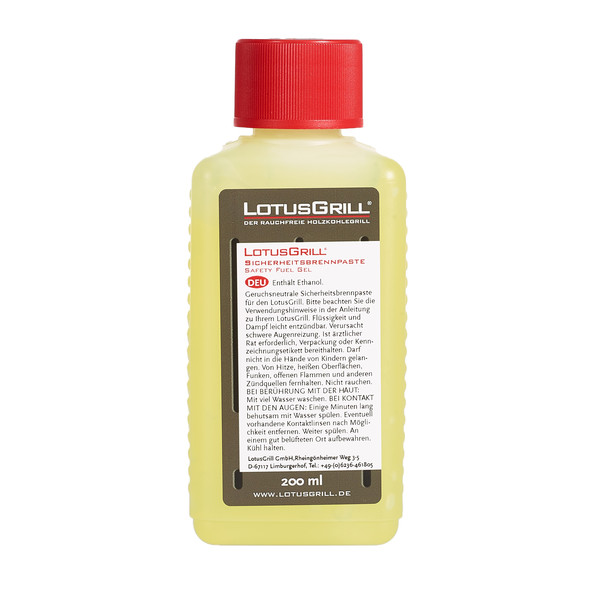 LOTUSGRILL®
DER RAUCHFREIE HOLZKOHLEGRILL
LOTUSGRILL®
SICHERHEITSBRENNPASTE
SAFETY FUEL GEL
DEU Enthält Ethanol.
Geruchsneutrale Sicherheitsbrennpaste
für den LotusGrill. Bitte beachten Sie die
Verwendungshinweise in der Anleitung
zu Ihrem LotusGrill. Flüssigkeit und
Dampf leicht entzündbar. Verursacht
schwere Augenreizung. Ist ärztlicher
Rat erforderlich, Verpackung oder Kenn-
zeichnungsetikett bereithalten. Darf
nicht in die Hände von Kindern gelan-
gen. Von Hitze, heißen Oberflächen,
Funken, offenen Flammen und anderen
Zündquellen fernhalten. Nicht rauchen.
BEI BERÜHRUNG MIT DER HAUT:
Mit viel Wasser waschen. BEI KONTAKT
MIT DEN AUGEN: Einige Minuten lang
behutsam mit Wasser spülen. Eventuell
vorhandene Kontaktlinsen nach Mög-
lichkeit entfernen. Weiter spülen. An
einem gut belüfteten Ort aufbewahren.
Kühl halten.
LotusGrill GmbH,Rheingönheimer Weg 3-5
D-67117 Limburgerhof, Tel.: +49-(0)6236-461805
200 ml
WWW.LOTUSGRILL.DE